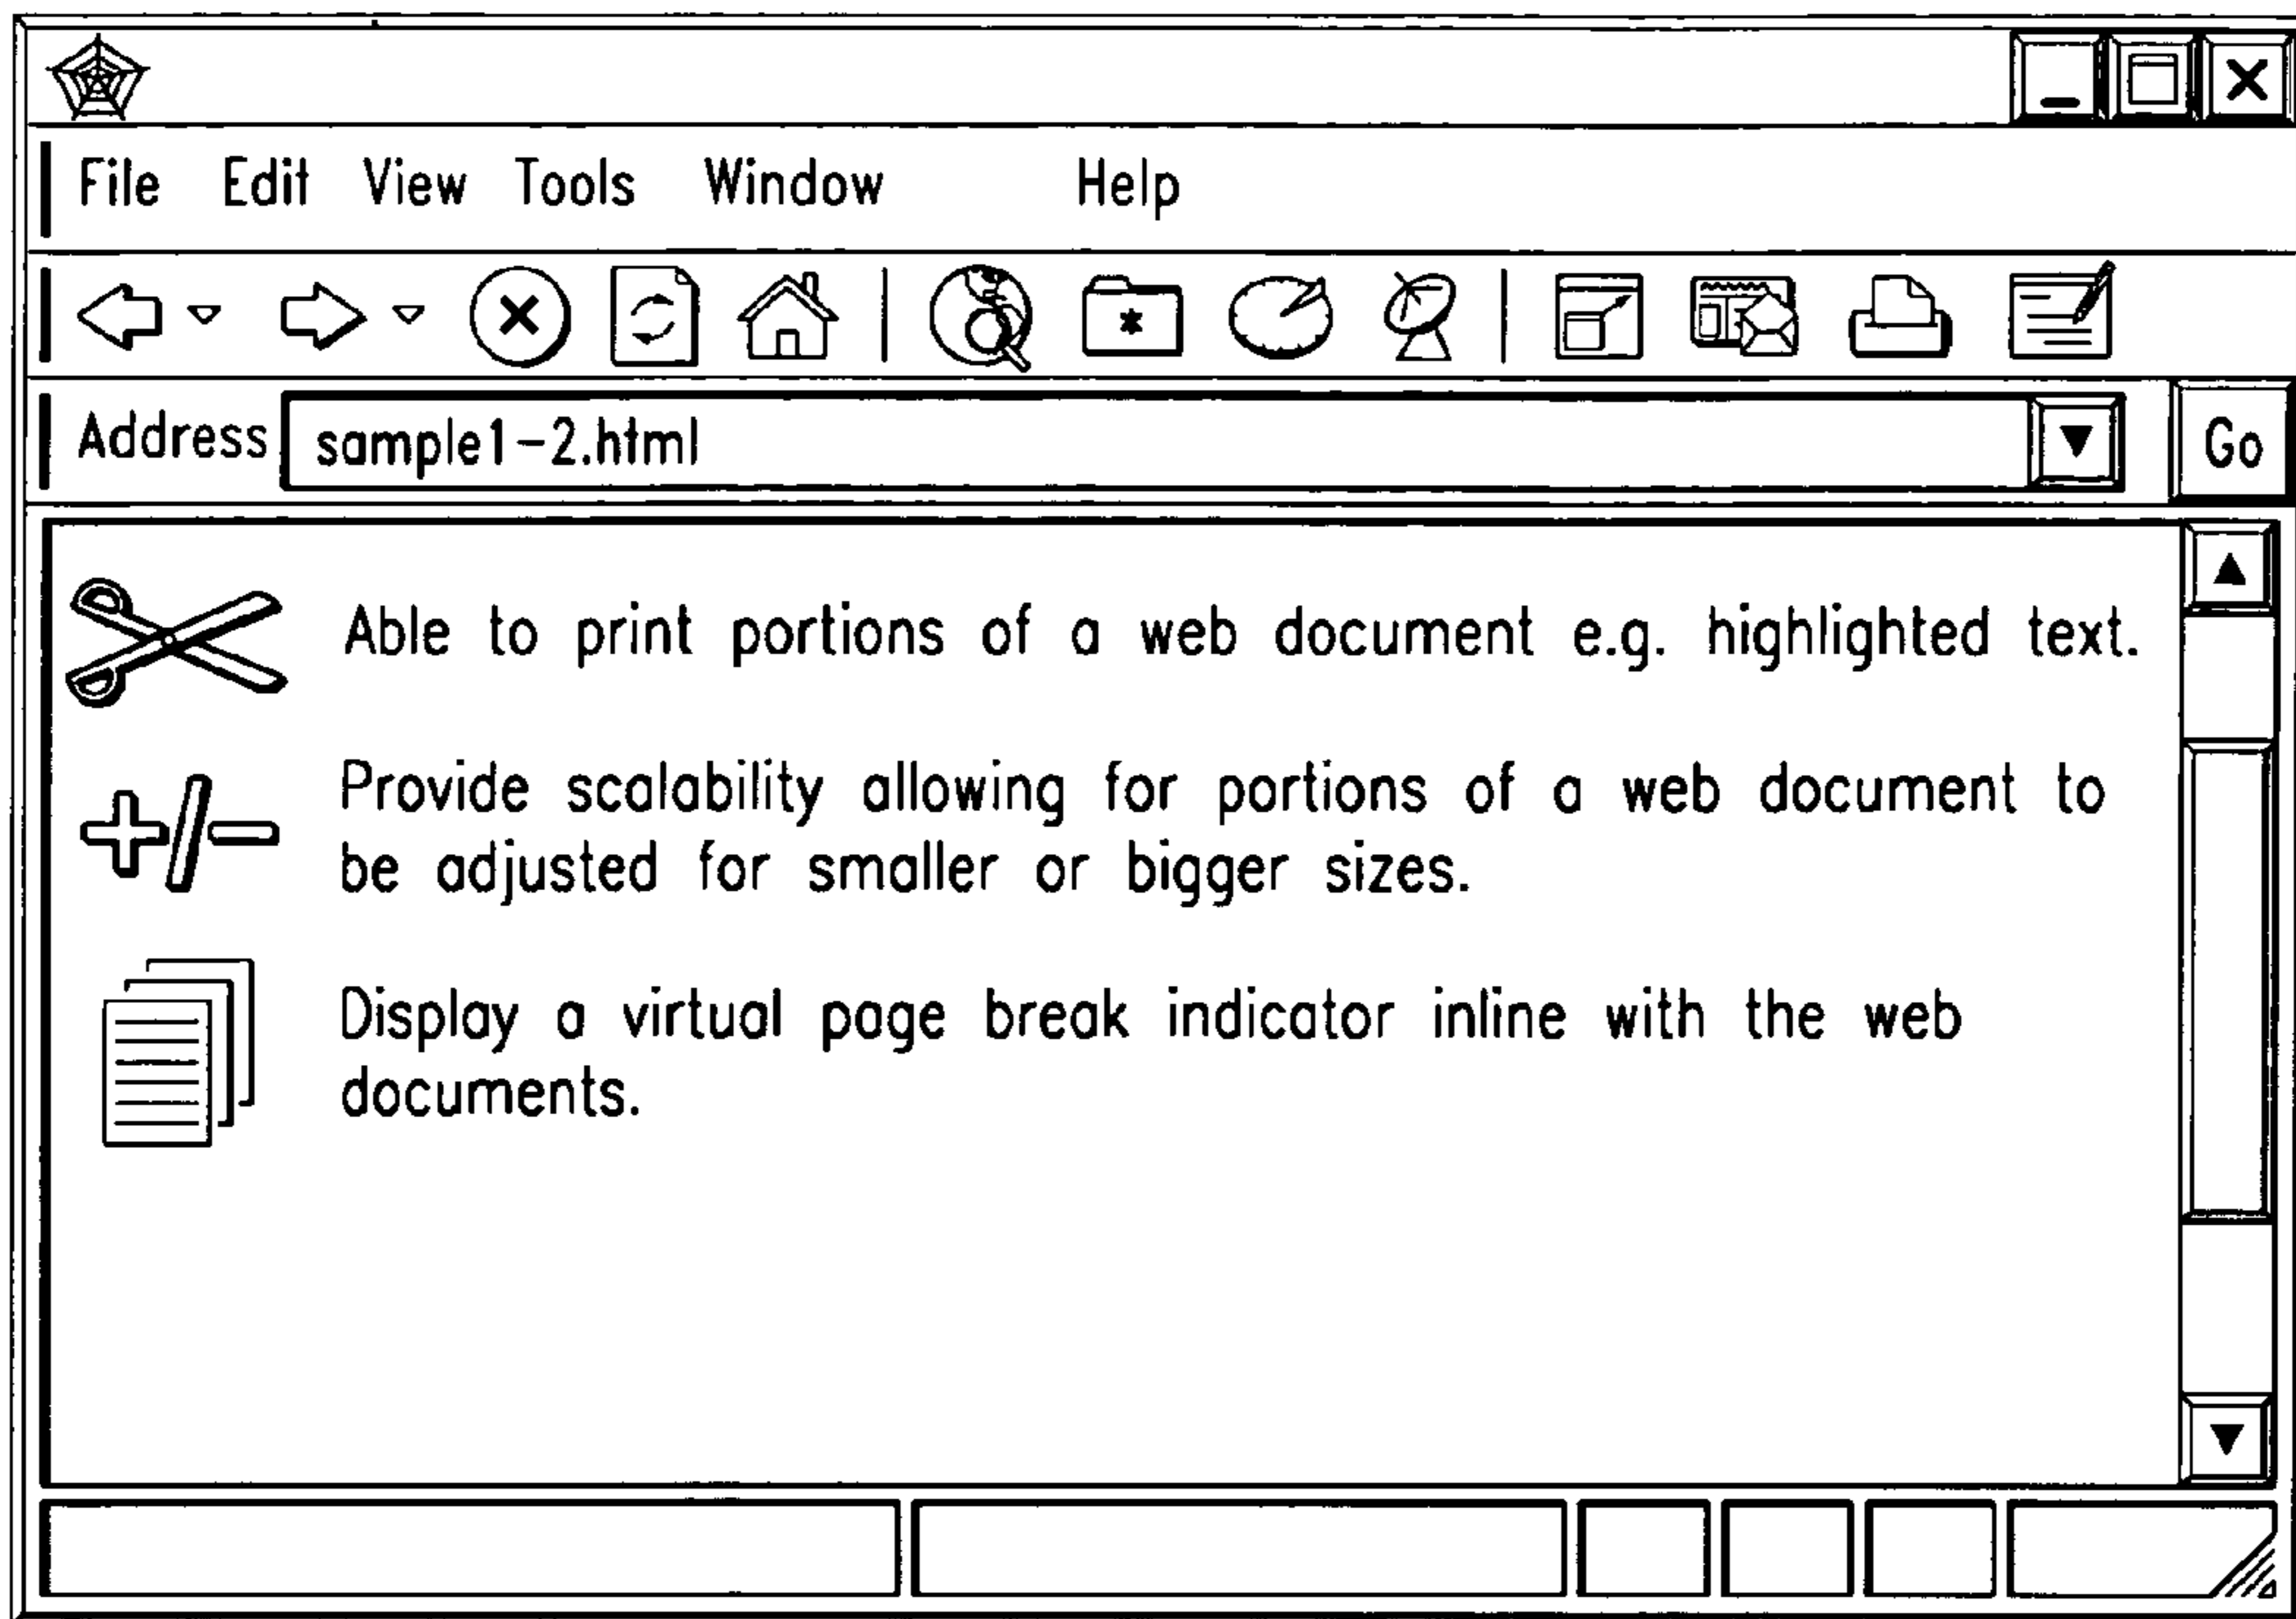 File Edit View Tools Window Help
Address sample1-2.html Go
Able to print portions of a web document e.g. highlighted text.
+/- Provide scalability allowing for portions of a web document to
be adjusted for smaller or bigger sizes.
Display a virtual page break indicator inline with the web
documents.